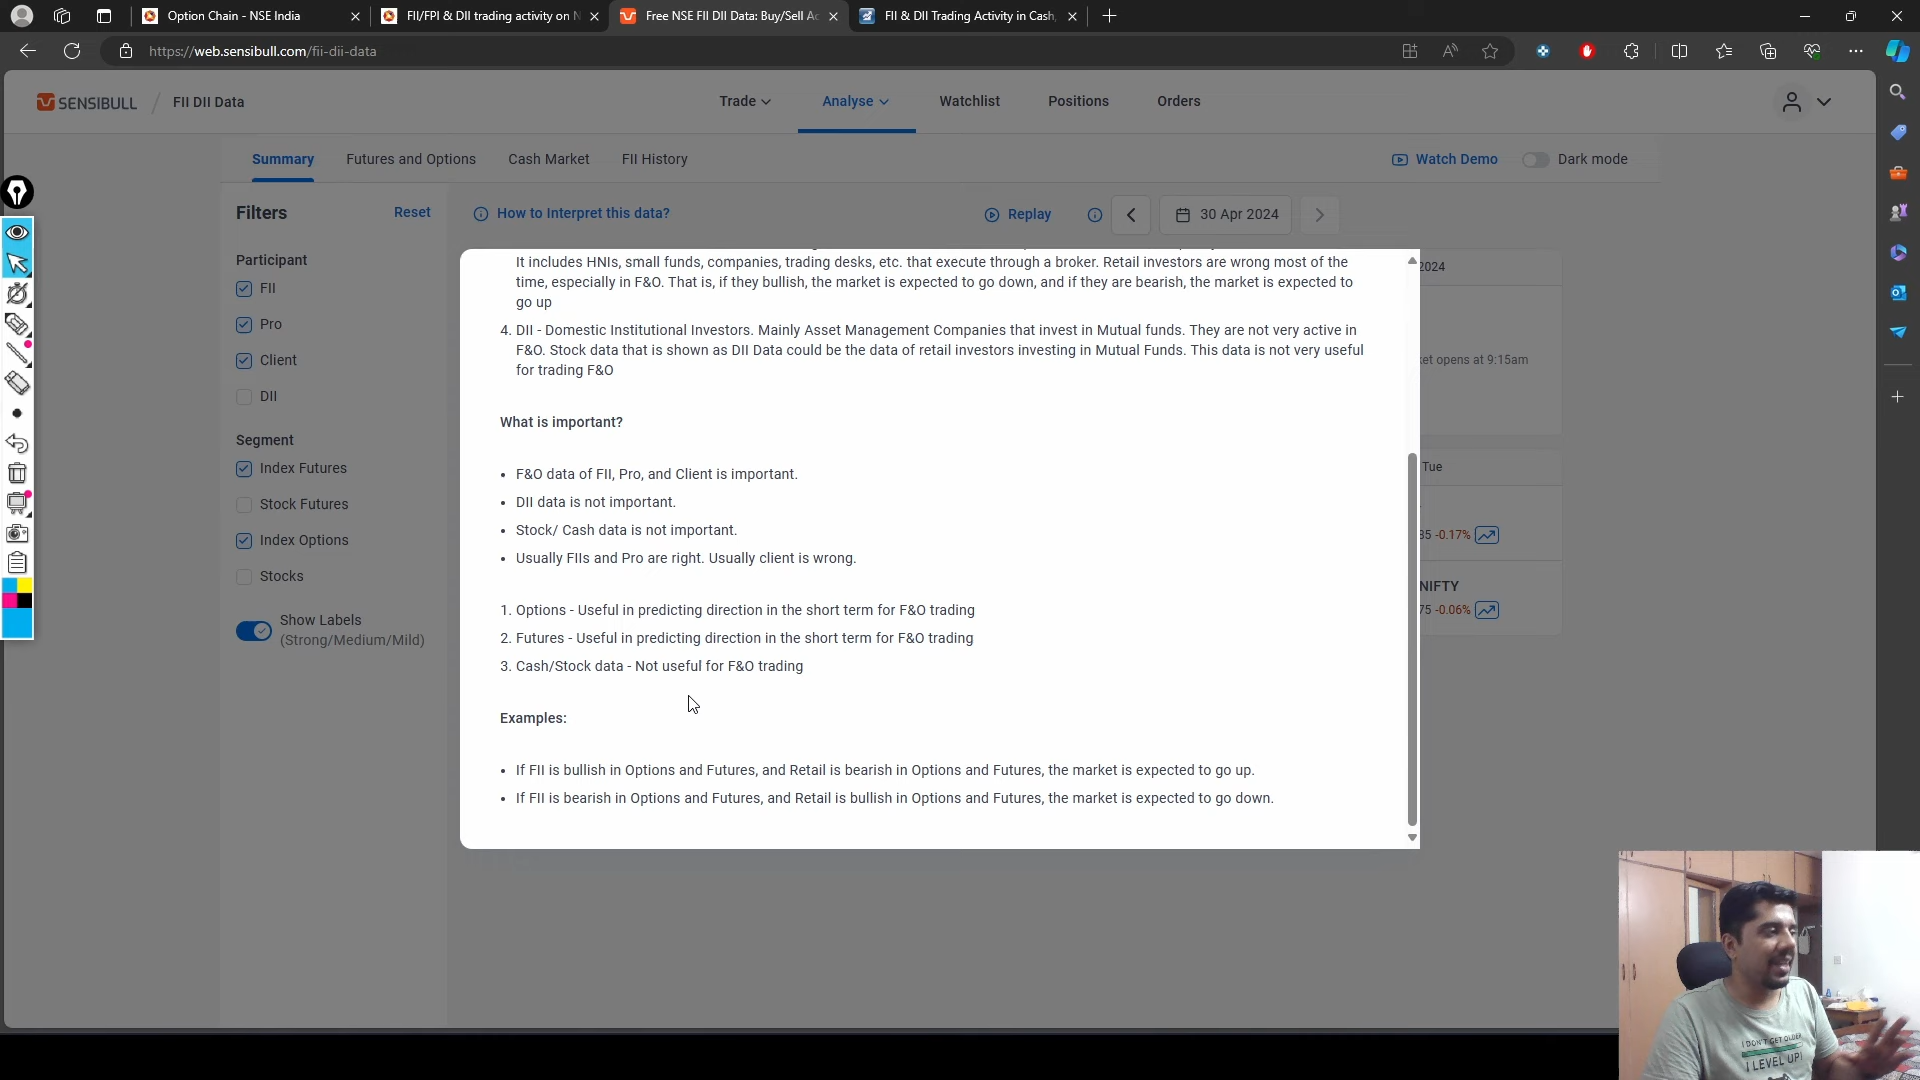 Option Chain - NSE India
FII/FPI & DII trading activity on N
Free NSE FII DII Data: Buy/Sell Ac
FII & DII Trading Activity in Cash,
https://web.sensibull.com/fii-dii-data
SENSIBULL / FII DII Data
Trade
Analyse
Watchlist
Positions
Orders
Summary
Futures and Options
Cash Market
FII History
Watch Demo
Dark mode
Filters
Reset
How to Interpret this data?
Replay
30 Apr 2024
Participant
FII
Pro
Client
DII
Segment
Index Futures
Stock Futures
Index Options
Stocks
Show Labels
(Strong/Medium/Mild)
It includes HNIs, small funds, companies, trading desks, etc. that execute through a broker. Retail investors are wrong most of the
time, especially in F&O. That is, if they bullish, the market is expected to go down, and if they are bearish, the market is expected to
go up
4. DII - Domestic Institutional Investors. Mainly Asset Management Companies that invest in Mutual funds. They are not very active in
F&O. Stock data that is shown as DII Data could be the data of retail investors investing in Mutual Funds. This data is not very useful
for trading F&O
What is important?
• F&O data of FII, Pro, and Client is important.
• DII data is not important.
• Stock/ Cash data is not important.
• Usually FIIs and Pro are right. Usually client is wrong.
1. Options - Useful in predicting direction in the short term for F&O trading
2. Futures - Useful in predicting direction in the short term for F&O trading
3. Cash/Stock data - Not useful for F&O trading
Examples:
• If FII is bullish in Options and Futures, and Retail is bearish in Options and Futures, the market is expected to go up.
• If FII is bearish in Options and Futures, and Retail is bullish in Options and Futures, the market is expected to go down.
2024
ket opens at 9:15am
Tue
35 -0.17%
NIFTY
75 -0.06%
I DON'T GET OLDER
I LEVEL UP!